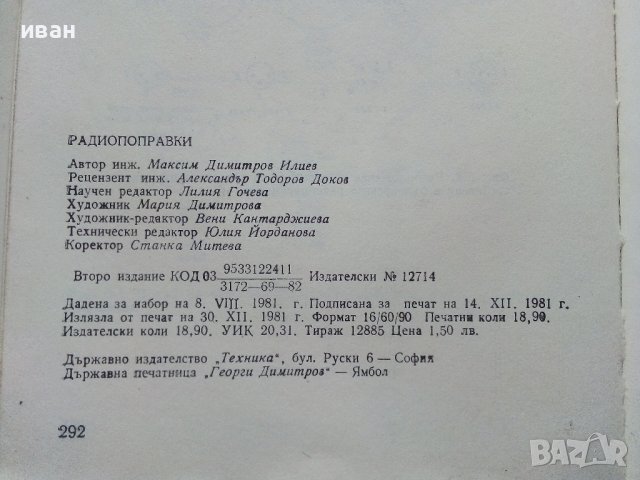 иван
РАДИОПОПРАВКИ
Автор инж. Максим Димитров Илиев
Рецензент инж. Александър Тодоров Доков
Научен редактор Лилия Гочева
Художник Мария Димитрова
Художник-редактор Вени Кантарджиева
Технически редактор Юлия Йорданова
Коректор Станка Митева
Второ издание КОД 03 9533122411 / 3172—69—82 Издателски № 12714
Дадена за набор на 8. VIII. 1981. г. Подписана за печат на 14. XII. 1981 г.
Излязла от печат на 30. XII. 1981 г. Формат 16/60/90 Печатни коли 18,90.
Издателски коли 18,90. УИК 20,31. Тираж 12885 Цена 1,50 лв.
Държавно издателство „Техника“, бул. Руски 6 — София
Държавна печатница „Георги Димитров“ — Ямбол
292
BAZAR